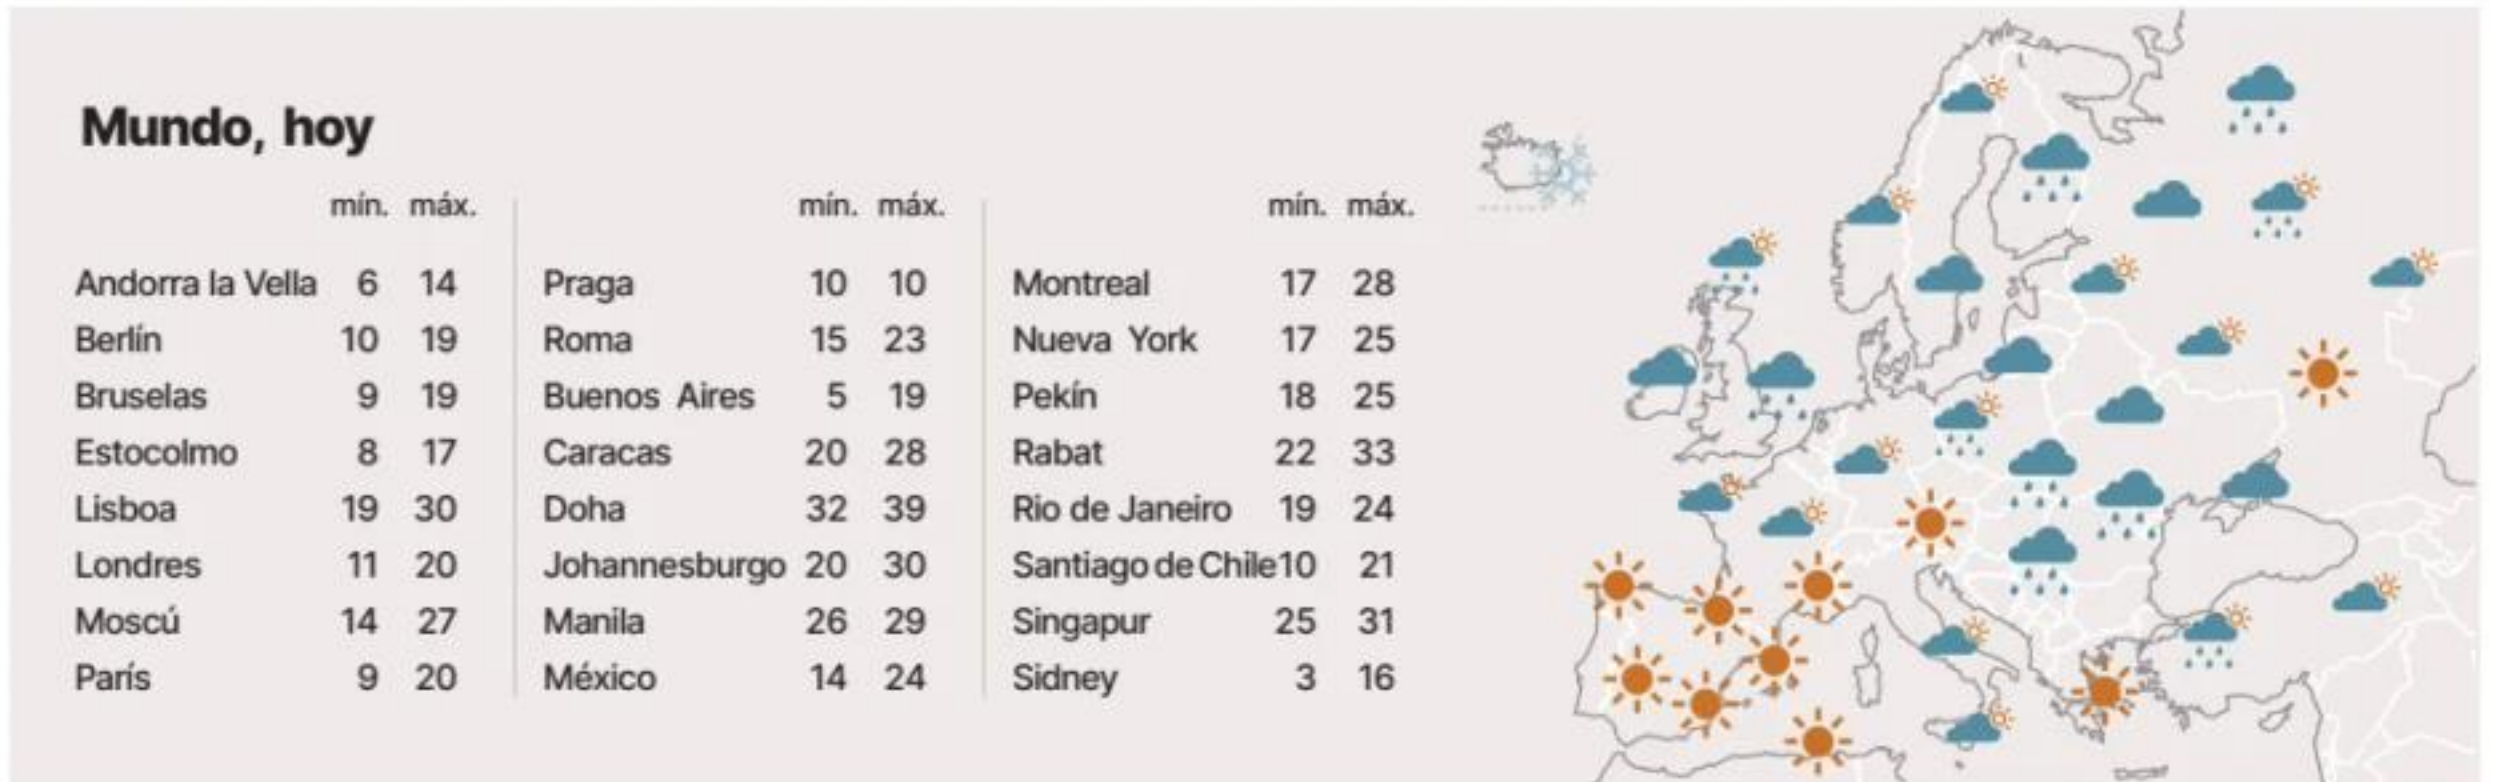 Mundo, hoy
mín. máx.
Andorra la Vella 6 14
Berlín 10 19
Bruselas 9 19
Estocolmo 8 17
Lisboa 19 30
Londres 11 20
Moscú 14 27
París 9 20
mín. máx.
Praga 10 10
Roma 15 23
Buenos Aires 5 19
Caracas 20 28
Doha 32 39
Johannesburgo 20 30
Manila 26 29
México 14 24
mín. máx.
Montreal 17 28
Nueva York 17 25
Pekín 18 25
Rabat 22 33
Rio de Janeiro 19 24
Santiago de Chile 10 21
Singapur 25 31
Sidney 3 16